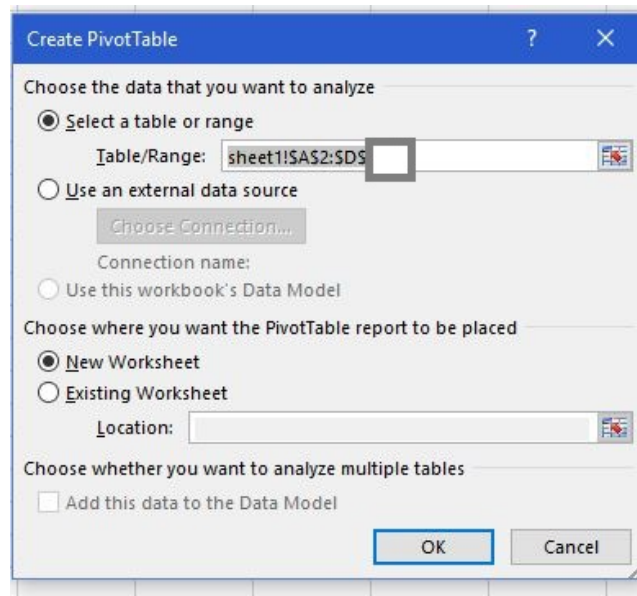 Create PivotTable ? ×
Choose the data that you want to analyze
Select a table or range
Table/Range: sheet1!$A$2:$D$
Use an external data source
Choose Connection...
Connection name:
Use this workbook's Data Model
Choose where you want the PivotTable report to be placed
New Worksheet
Existing Worksheet
Location:
Choose whether you want to analyze multiple tables
Add this data to the Data Model
OK Cancel